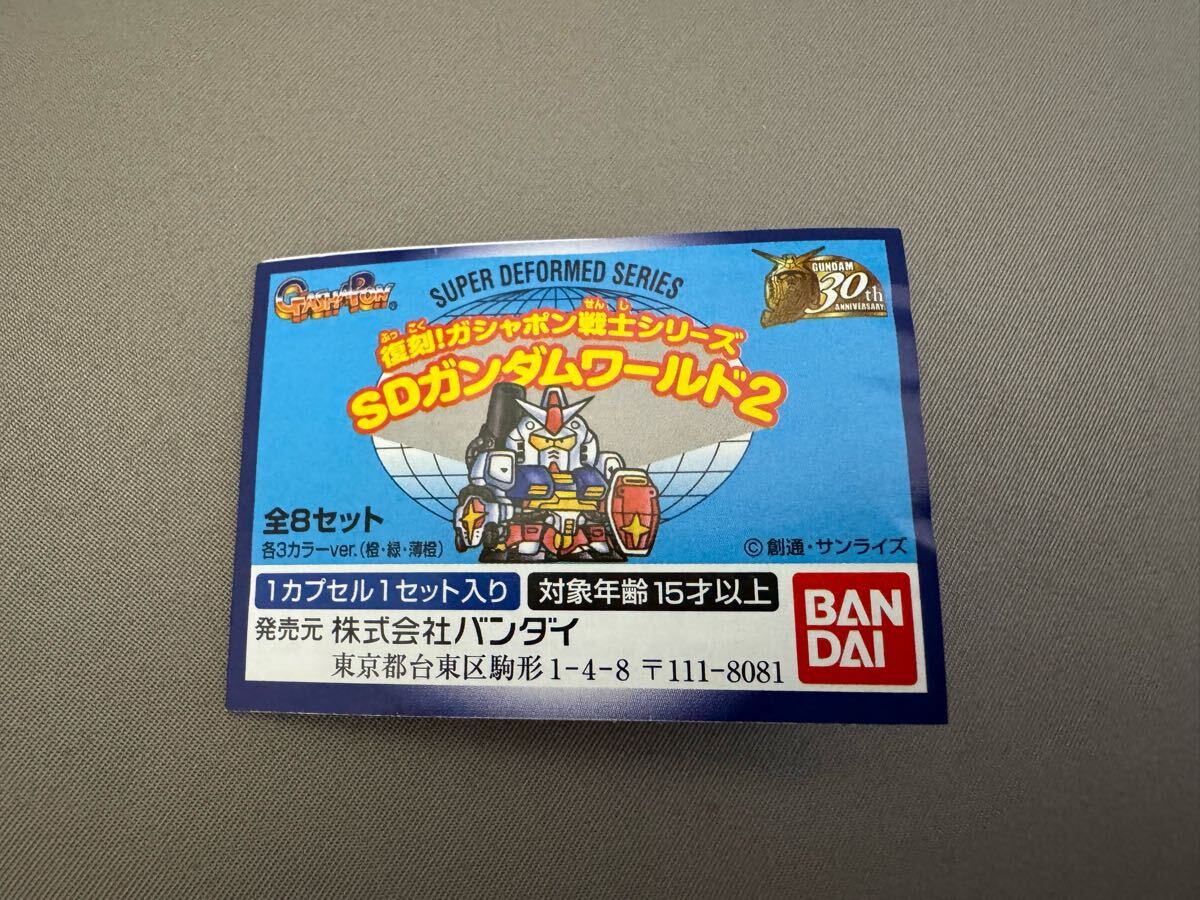 GASHAPON®
SUPER DEFORMED SERIES
GUNDAM
30th
ANNIVERSARY
ふっこく
せんし
復刻!ガシャポン戦士シリーズ
SDガンダムワールド2
全8セット
各3カラーver.(橙・緑・薄橙)
©創通・サンライズ
1カプセル1セット入り
対象年齢15才以上
BAN
DAI
発売元 株式会社バンダイ
東京都台東区駒形1-4-8 〒111-8081